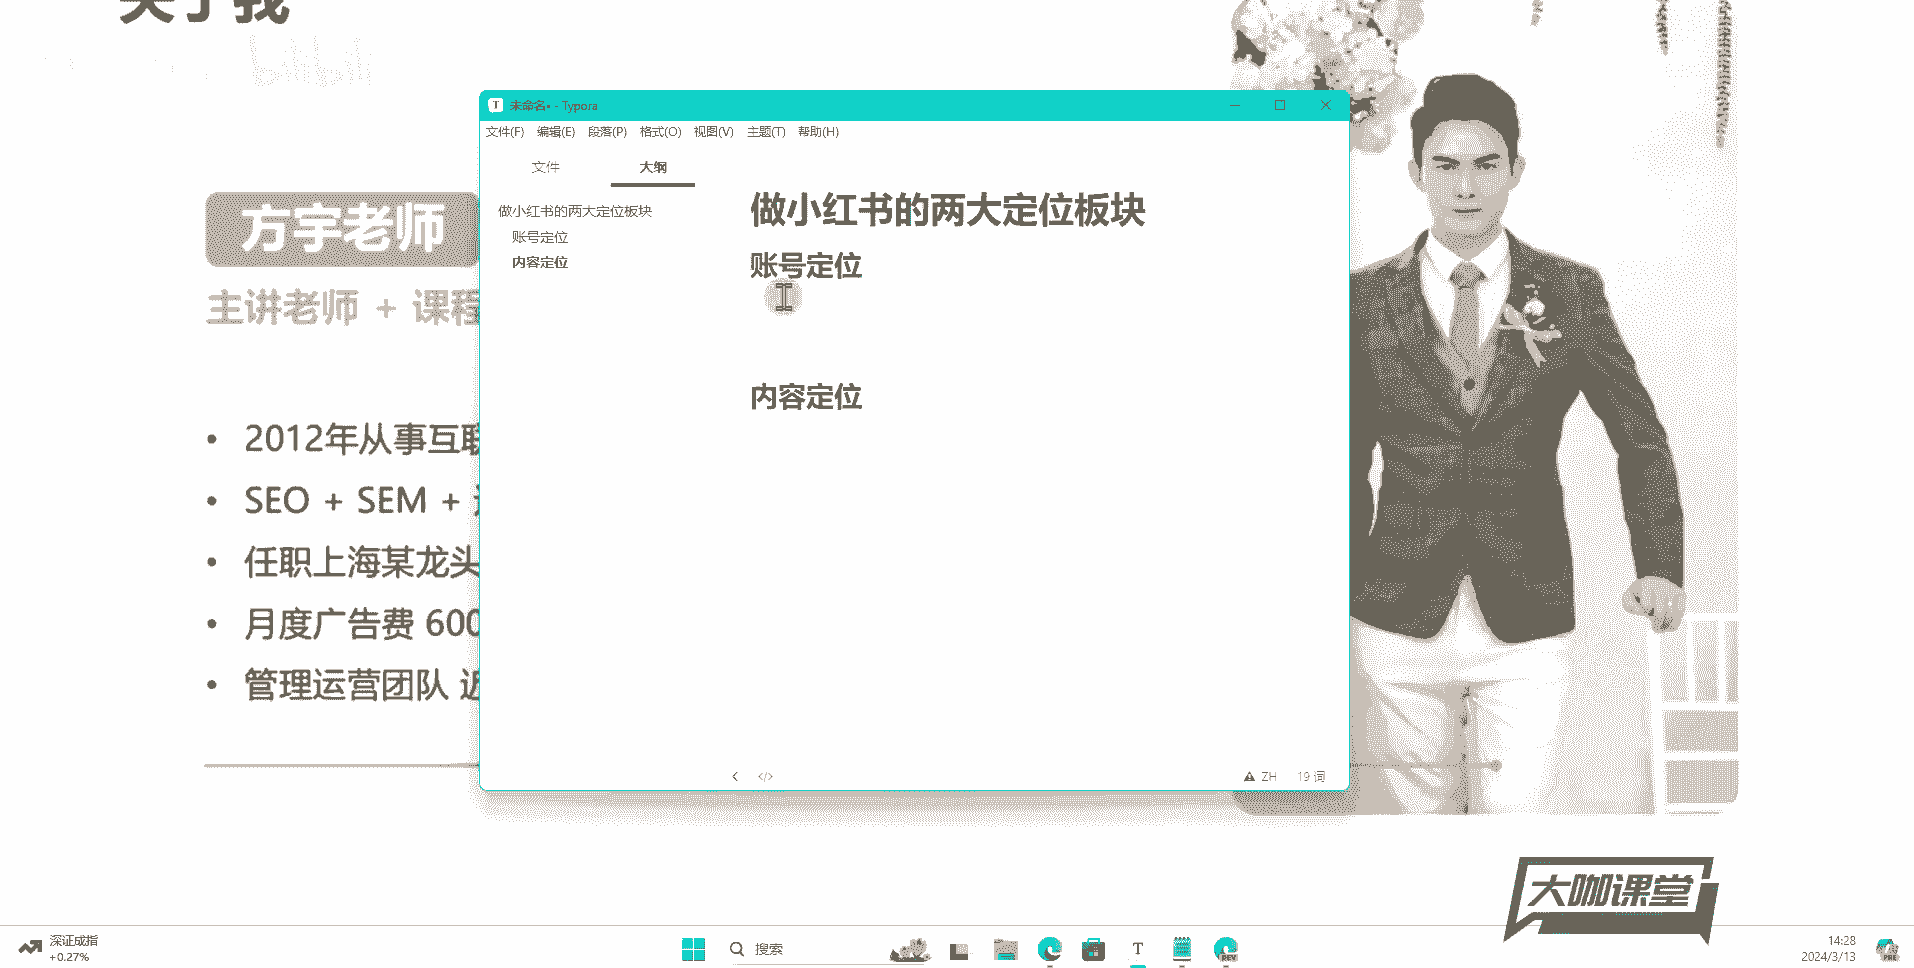 关于我
bilibili
未命名• - Typora
文件(F) 编辑(E) 段落(P) 格式(O) 视图(V) 主题(T) 帮助(H)
文件 大纲
做小红书的两大定位板块
账号定位
内容定位
做小红书的两大定位板块
账号定位
内容定位
ZH 19 词
方宇老师
主讲老师 + 课程
• 2012年从事互联
• SEO + SEM +
• 任职上海某龙头
• 月度广告费 600
• 管理运营团队 近
大咖课堂
深证成指
+0.27%
搜索
T
REV
14:28
2024/3/13
PRE